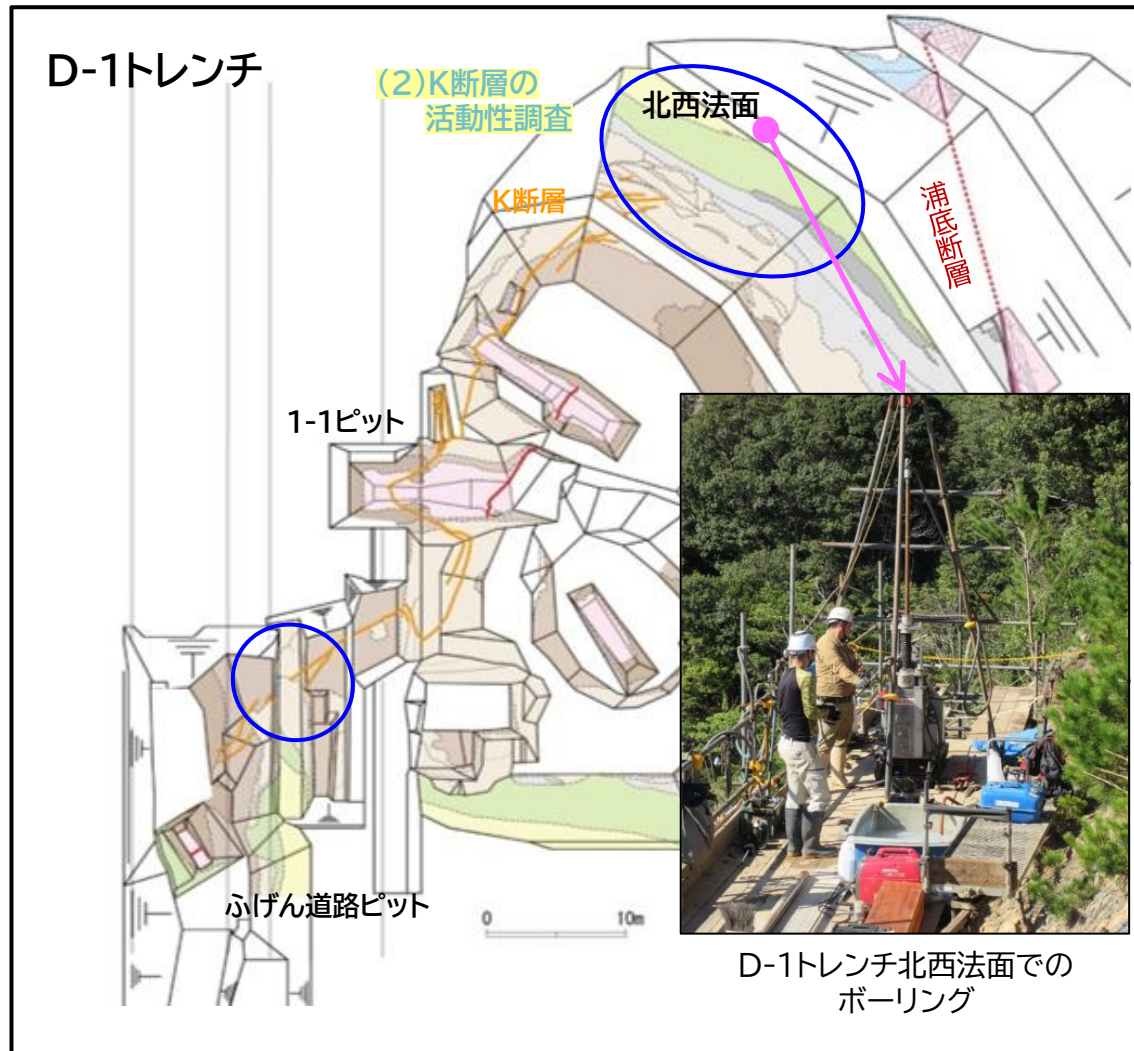 D-1トレンチ
(2)K断層の
活動性調査
北西法面
K断層
浦底断層
1-1ピット
ふげん道路ピット
0 10m
D-1トレンチ北西法面での
ボーリング